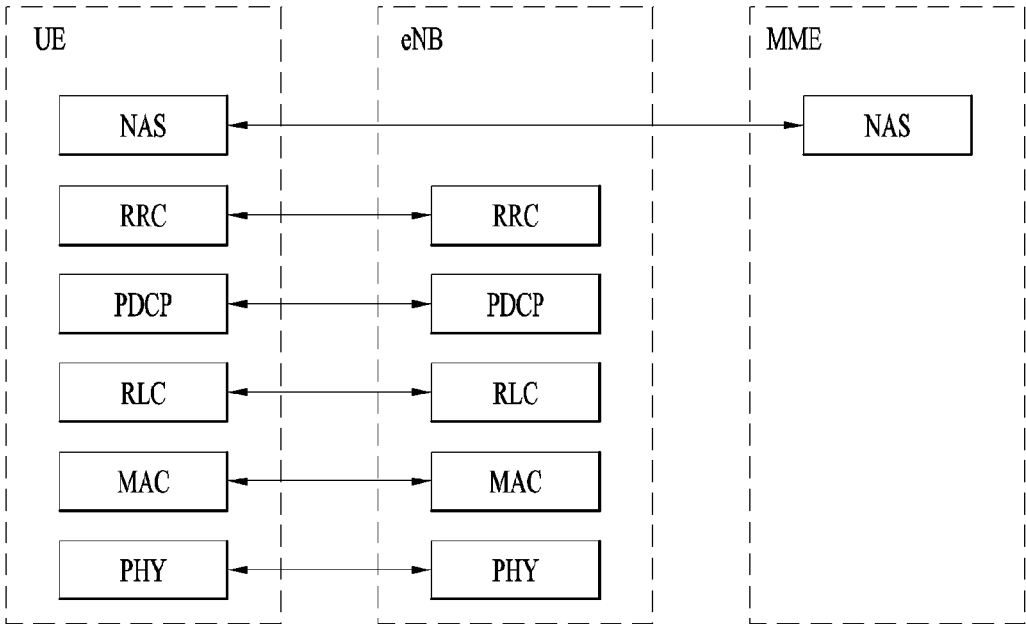 UE eNB MME
NAS NAS
RRC RRC
PDCP PDCP
RLC RLC
MAC MAC
PHY PHY